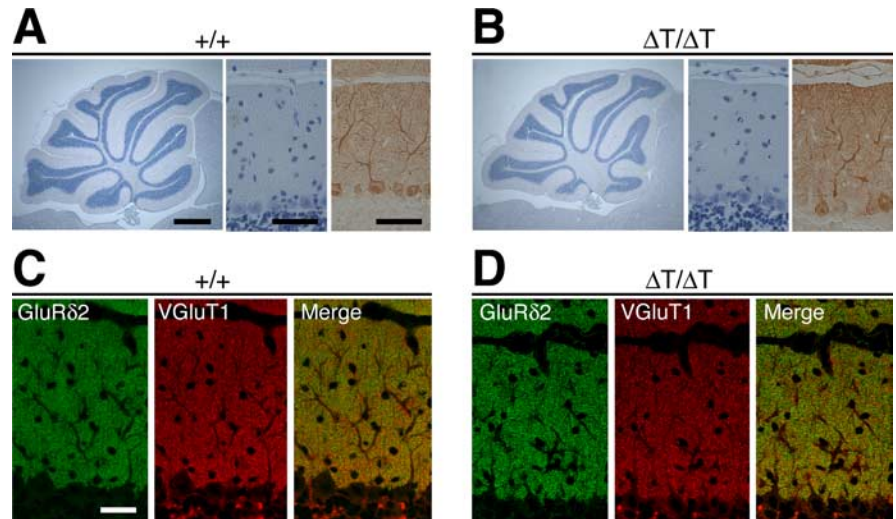 A
+/+
B
ΔT/ΔT
C
+/+
GluRδ2
VGluT1
Merge
D
ΔT/ΔT
GluRδ2
VGluT1
Merge